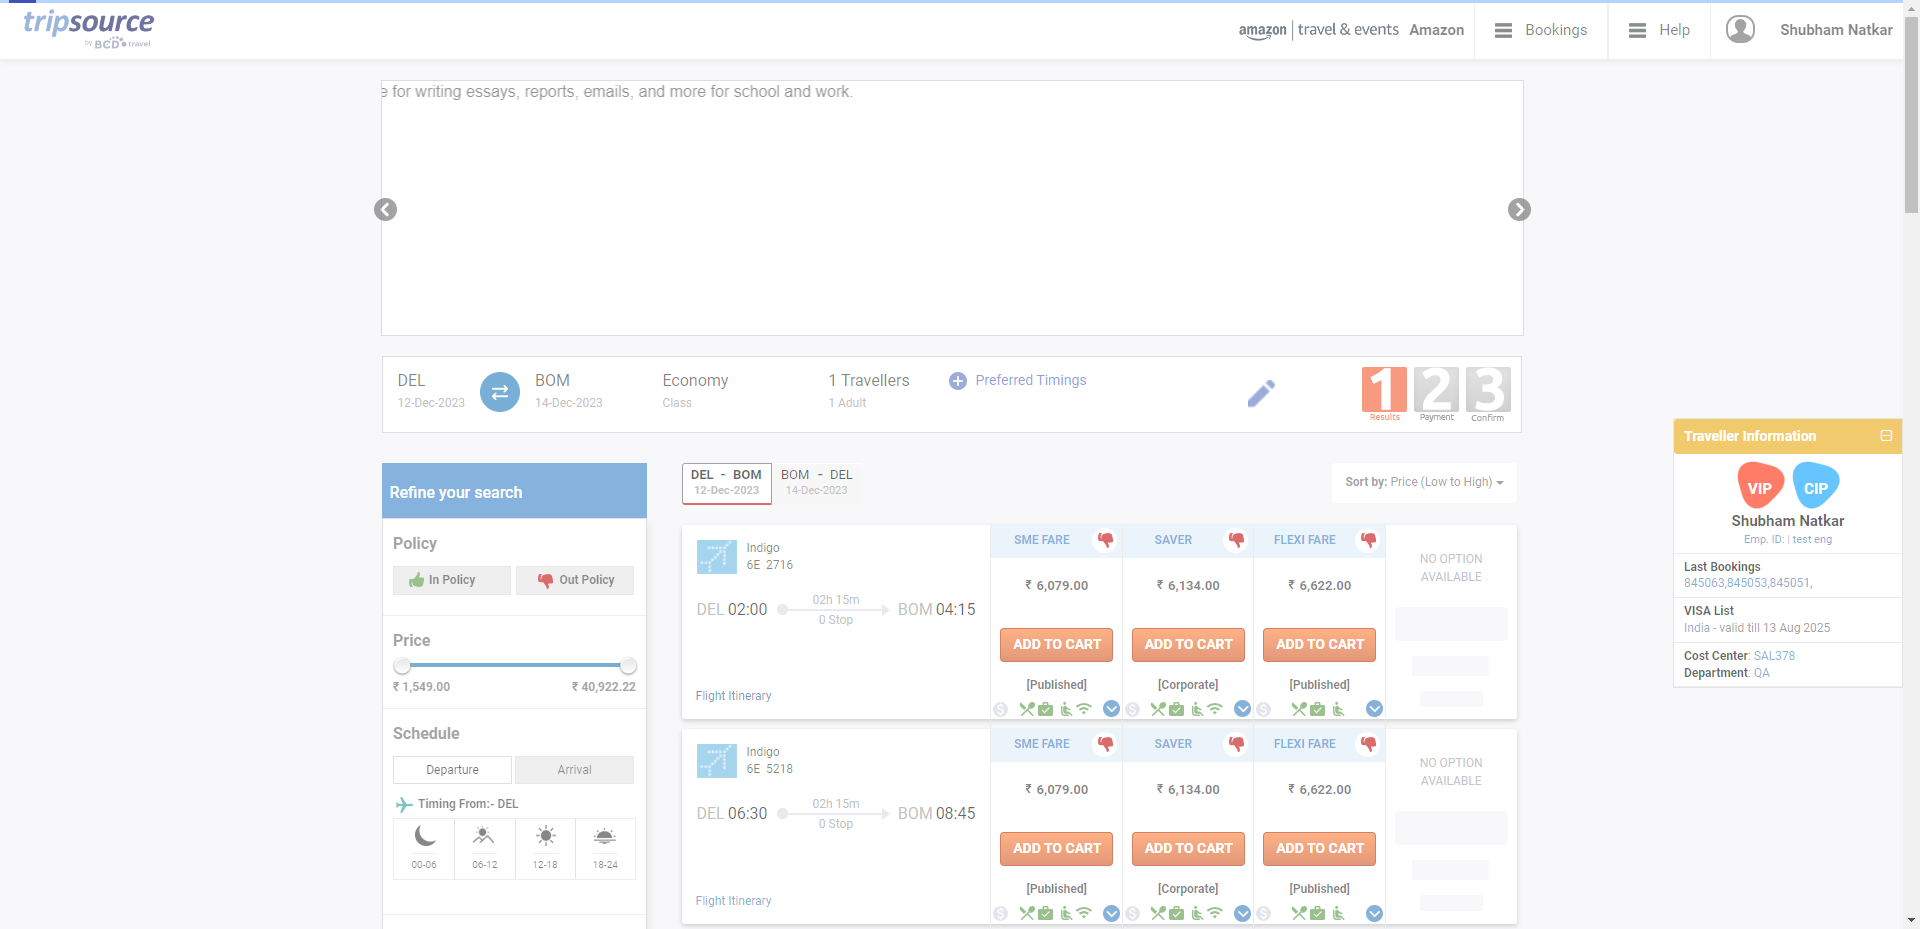 tripsource
by BCD travel
amazon | travel & events Amazon
Bookings
Help
Shubham Natkar
e for writing essays, reports, emails, and more for school and work.
DEL
12-Dec-2023
BOM
14-Dec-2023
Economy
Class
1 Travellers
1 Adult
Preferred Timings
1
Results
2
Payment
3
Confirm
Refine your search
Policy
In Policy
Out Policy
Price
₹ 1,549.00
₹ 40,922.22
Schedule
Departure
Arrival
Timing From:- DEL
00-06
06-12
12-18
18-24
DEL - BOM
12-Dec-2023
BOM - DEL
14-Dec-2023
Sort by: Price (Low to High)
Indigo
6E 2716
DEL 02:00
02h 15m
0 Stop
BOM 04:15
Flight Itinerary
SME FARE
₹ 6,079.00
ADD TO CART
[Published]
SAVER
₹ 6,134.00
ADD TO CART
[Corporate]
FLEXI FARE
₹ 6,622.00
ADD TO CART
[Published]
NO OPTION
AVAILABLE
Indigo
6E 5218
DEL 06:30
02h 15m
0 Stop
BOM 08:45
Flight Itinerary
SME FARE
₹ 6,079.00
ADD TO CART
[Published]
SAVER
₹ 6,134.00
ADD TO CART
[Corporate]
FLEXI FARE
₹ 6,622.00
ADD TO CART
[Published]
NO OPTION
AVAILABLE
Traveller Information
VIP
CIP
Shubham Natkar
Emp. ID: | test eng
Last Bookings
845063,845053,845051,
VISA List
India - valid till 13 Aug 2025
Cost Center: SAL378
Department: QA